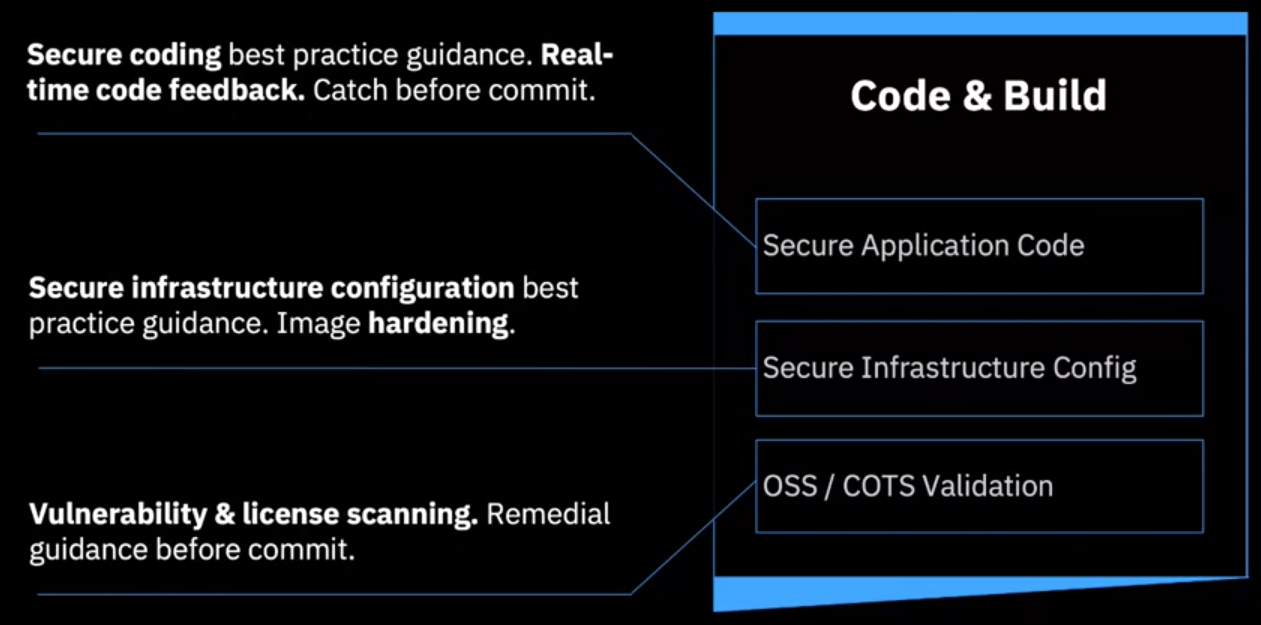 Secure coding best practice guidance. Real-
time code feedback. Catch before commit.
Secure infrastructure configuration best
practice guidance. Image hardening.
Vulnerability & license scanning. Remedial
guidance before commit.
Code & Build
Secure Application Code
Secure Infrastructure Config
OSS / COTS Validation